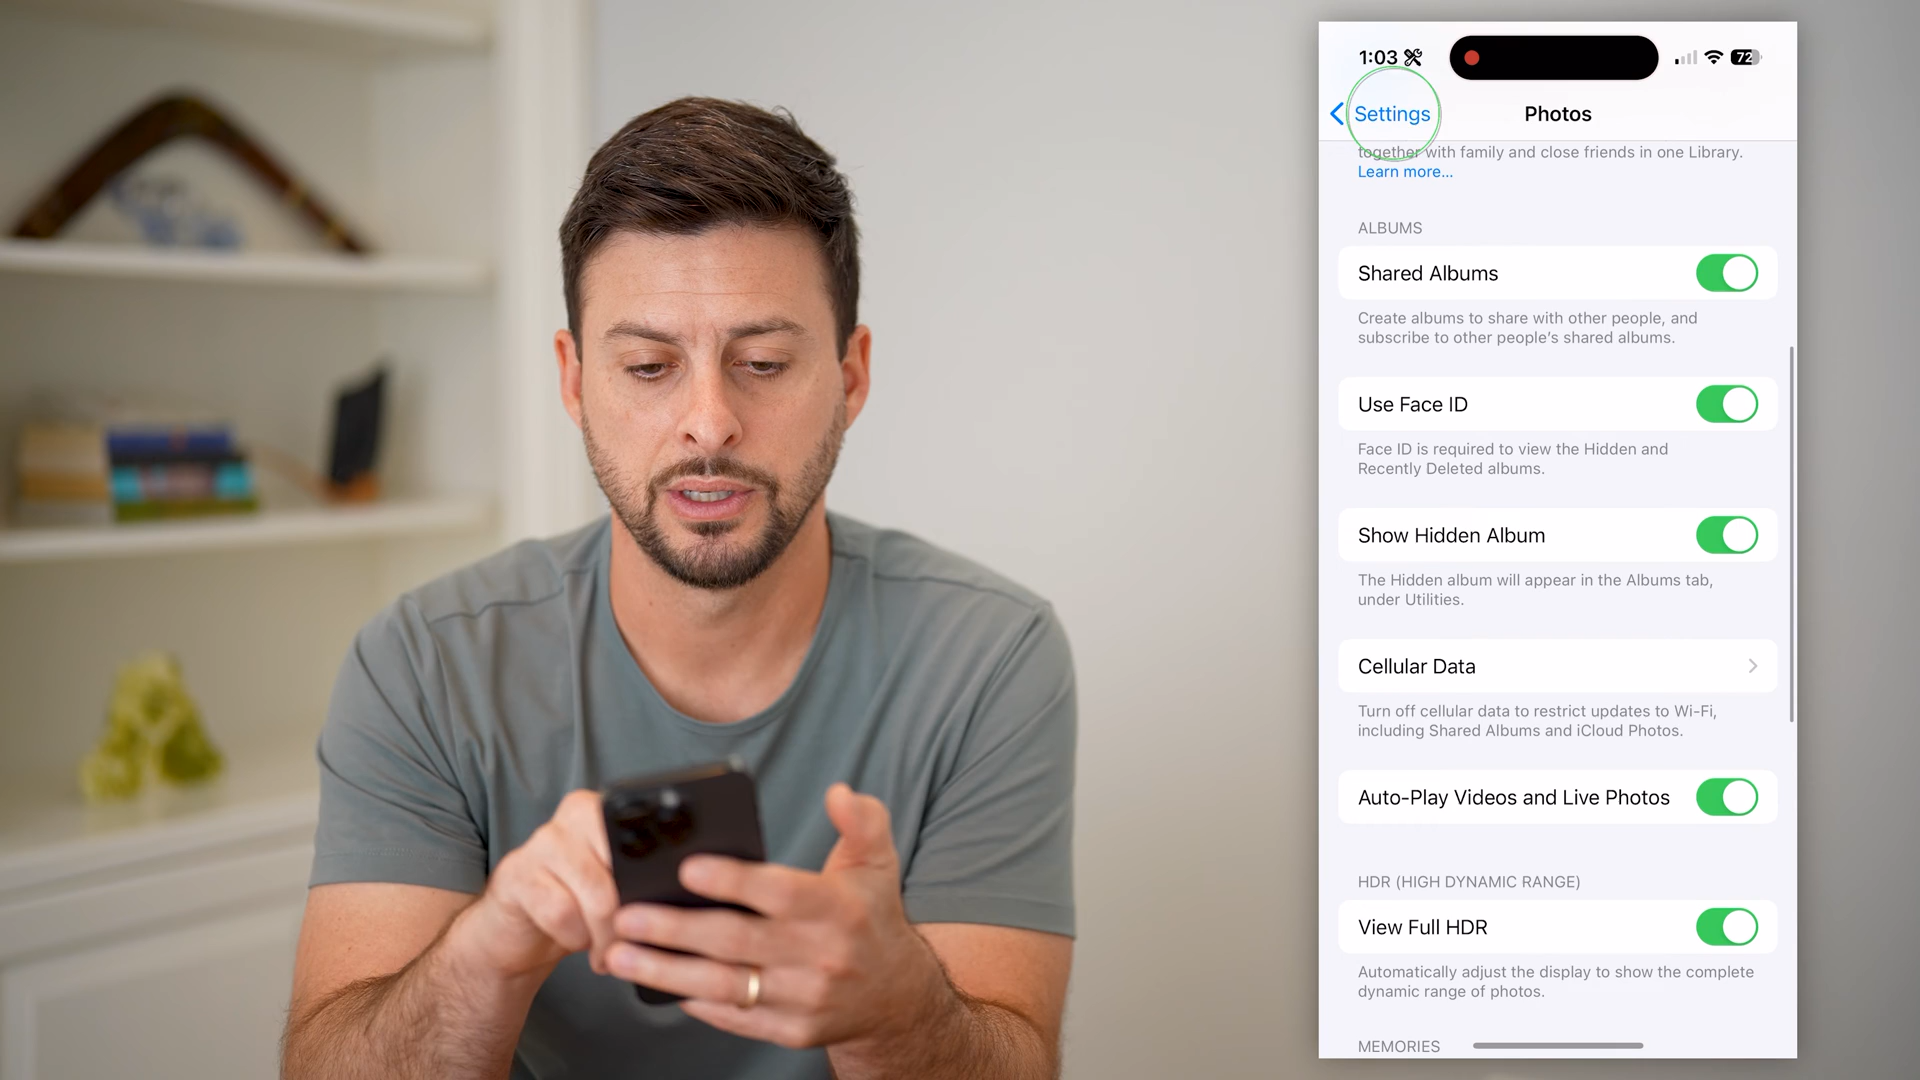 1:03
72
Settings
Photos
together with family and close friends in one Library.
Learn more...
ALBUMS
Shared Albums
Create albums to share with other people, and
subscribe to other people's shared albums.
Use Face ID
Face ID is required to view the Hidden and
Recently Deleted albums.
Show Hidden Album
The Hidden album will appear in the Albums tab,
under Utilities.
Cellular Data
Turn off cellular data to restrict updates to Wi-Fi,
including Shared Albums and iCloud Photos.
Auto-Play Videos and Live Photos
HDR (HIGH DYNAMIC RANGE)
View Full HDR
Automatically adjust the display to show the complete
dynamic range of photos.
MEMORIES